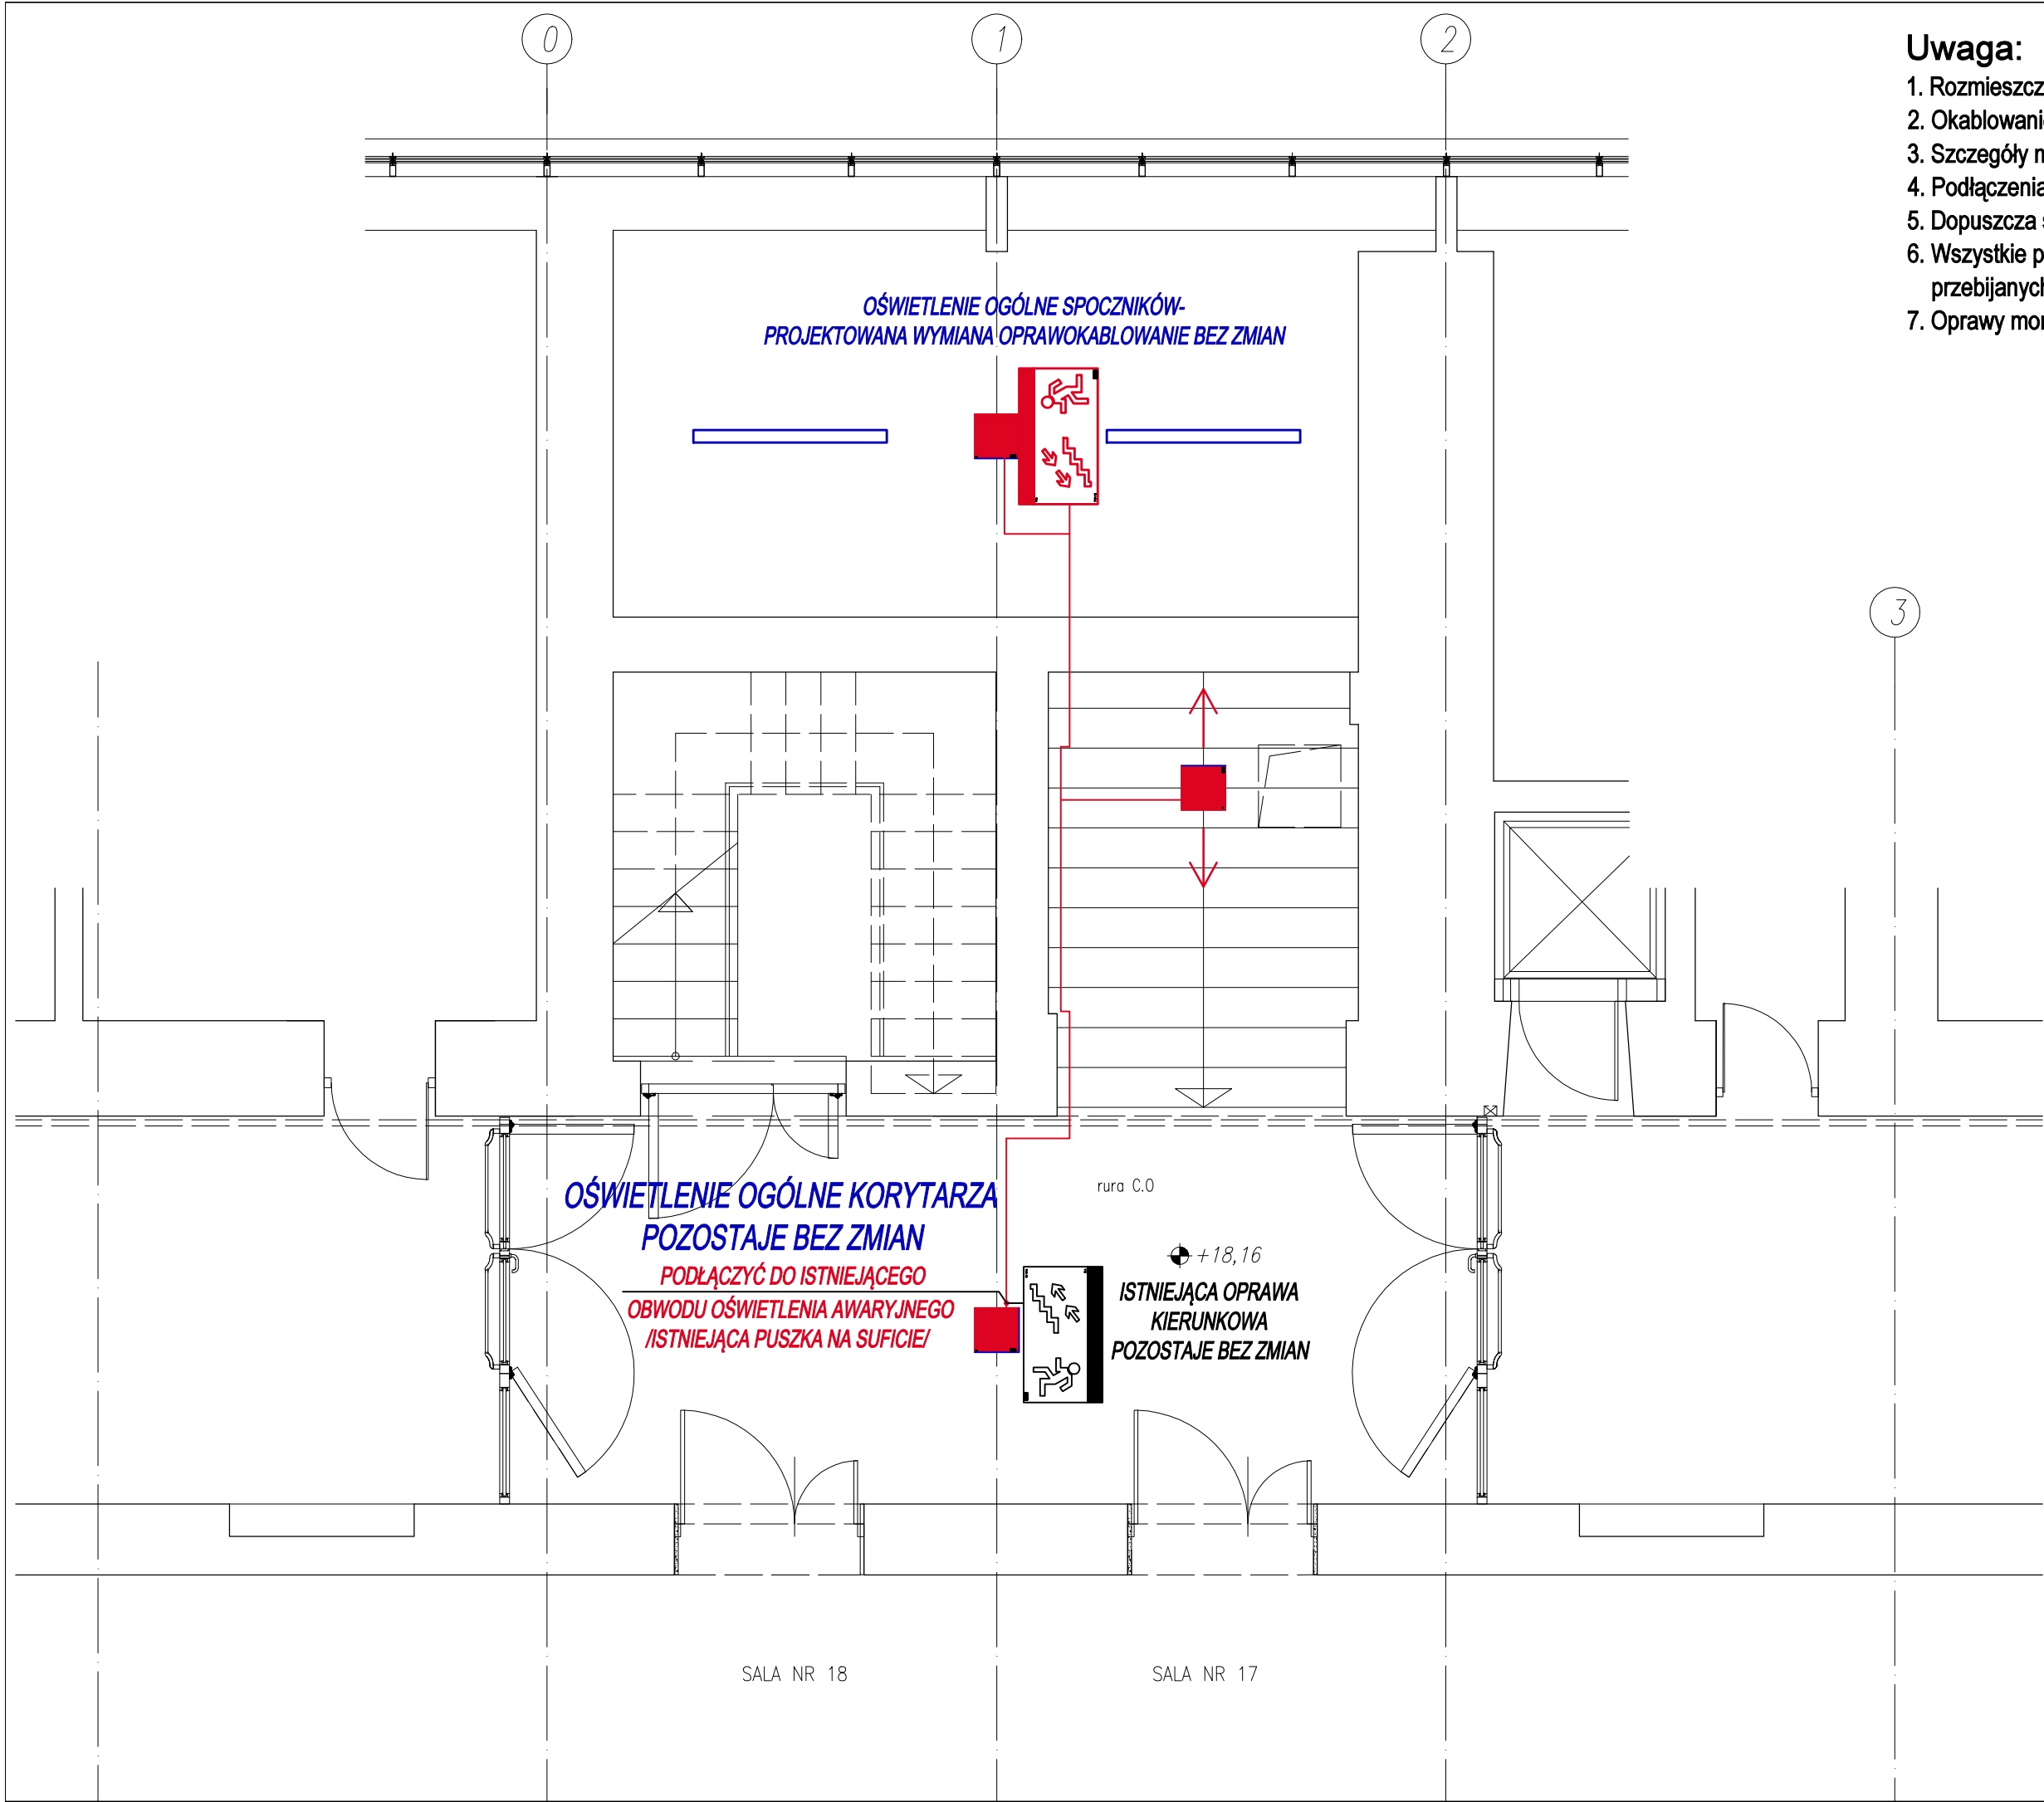 0
1
2
Uwaga:
1. Rozmieszcz
2. Okablowani
3. Szczegóły
4. Podłączenia
5. Dopuszcza
6. Wszystkie p
przebijanych
7. Oprawy mo
OŚWIETLENIE OGÓLNE SPOCZNIKÓW-
PROJEKTOWANA WYMIANA OPRAWOKABLOWANIE BEZ ZMIAN
3
rura C.O
OŚWIETLENIE OGÓLNE KORYTARZA
POZOSTAJE BEZ ZMIAN
PODŁĄCZYĆ DO ISTNIEJĄCEGO
OBWODU OŚWIETLENIA AWARYJNEGO
/ISTNIEJĄCA PUSZKA NA SUFICIE/
+18,16
ISTNIEJĄCA OPRAWA
KIERUNKOWA
POZOSTAJE BEZ ZMIAN
SALA NR 18
SALA NR 17